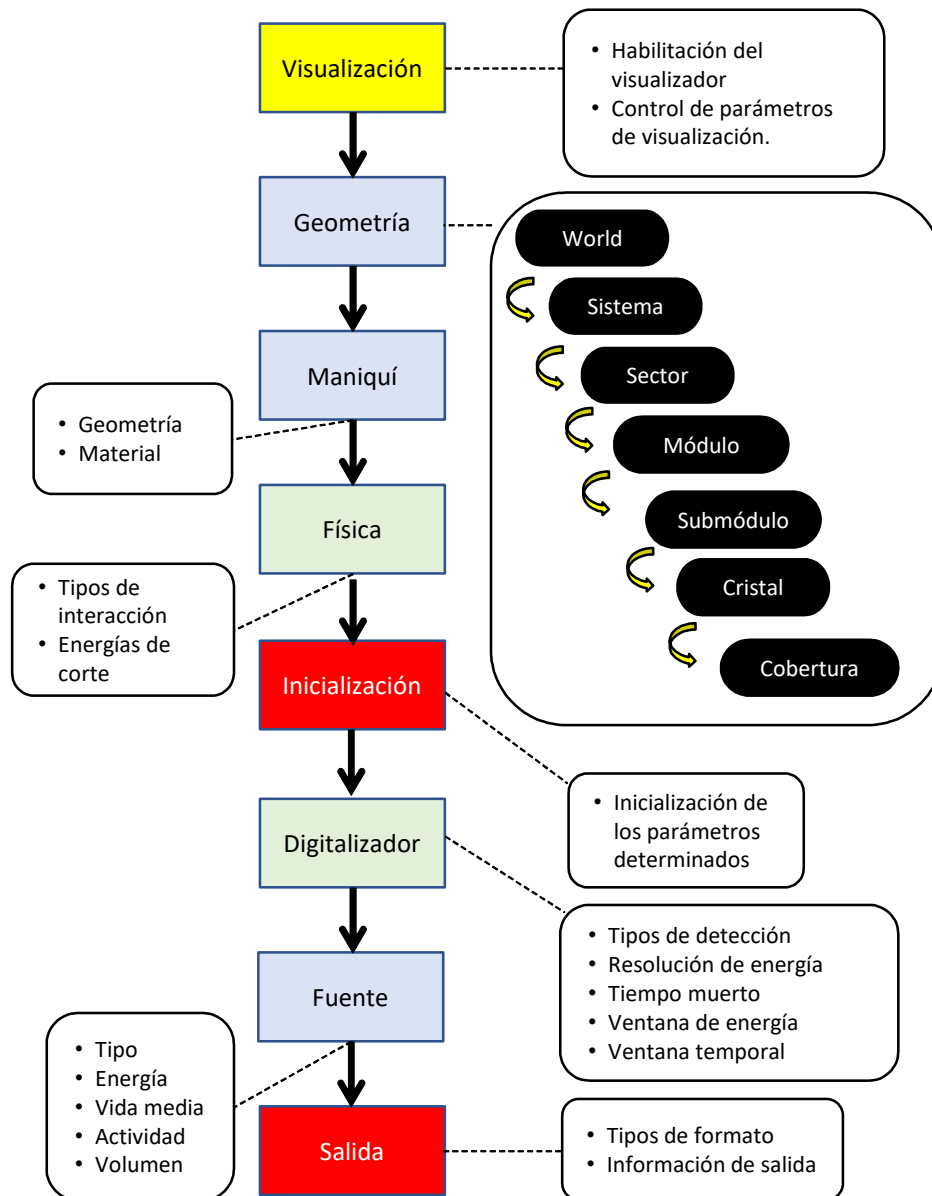 Visualización
• Habilitación del
visualizador
• Control de parámetros
de visualización.
Geometría
World
Sistema
Sector
Módulo
Submódulo
Cristal
Cobertura
Maniquí
• Geometría
• Material
Física
• Tipos de
interacción
• Energías de
corte
Inicialización
• Inicialización de
los parámetros
determinados
Digitalizador
• Tipos de detección
• Resolución de energía
• Tiempo muerto
• Ventana de energía
• Ventana temporal
Fuente
• Tipo
• Energía
• Vida media
• Actividad
• Volumen
Salida
• Tipos de formato
• Información de salida